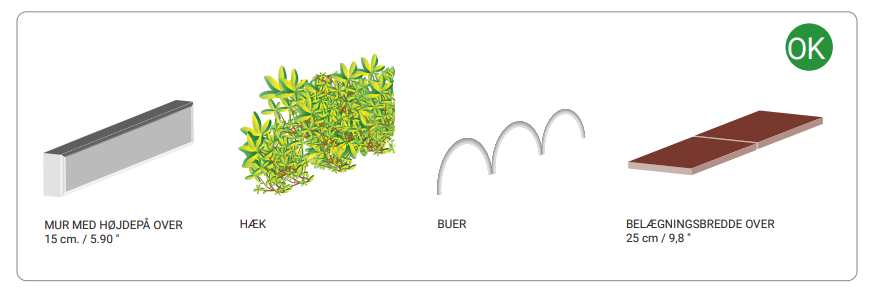 OK
MUR MED HØJDEPÅ OVER
15 cm. / 5.90 "
HÆK
BUER
BELÆGNINGSBREDDE OVER
25 cm / 9,8 "